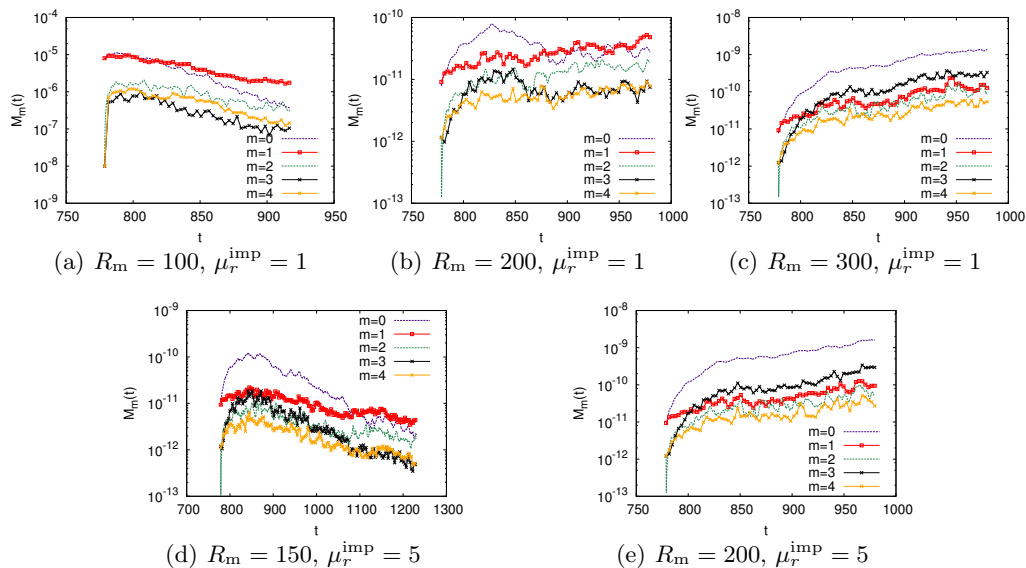 10⁻⁴
10⁻⁵
10⁻⁶
10⁻⁷
10⁻⁸
10⁻⁹
M_m(t)
750 800 850 900 950
t
m=0
m=1
m=2
m=3
m=4
(a) R_m = 100, μ_r^imp = 1
10⁻¹⁰
10⁻¹¹
10⁻¹²
10⁻¹³
M_m(t)
750 800 850 900 950 1000
t
m=0
m=1
m=2
m=3
m=4
(b) R_m = 200, μ_r^imp = 1
10⁻⁸
10⁻⁹
10⁻¹⁰
10⁻¹¹
10⁻¹²
10⁻¹³
M_m(t)
750 800 850 900 950 1000
t
m=0
m=1
m=2
m=3
m=4
(c) R_m = 300, μ_r^imp = 1
10⁻⁹
10⁻¹⁰
10⁻¹¹
10⁻¹²
10⁻¹³
M_m(t)
700 800 900 1000 1100 1200 1300
t
m=0
m=1
m=2
m=3
m=4
(d) R_m = 150, μ_r^imp = 5
10⁻⁸
10⁻⁹
10⁻¹⁰
10⁻¹¹
10⁻¹²
10⁻¹³
M_m(t)
750 800 850 900 950 1000
t
m=0
m=1
m=2
m=3
m=4
(e) R_m = 200, μ_r^imp = 5